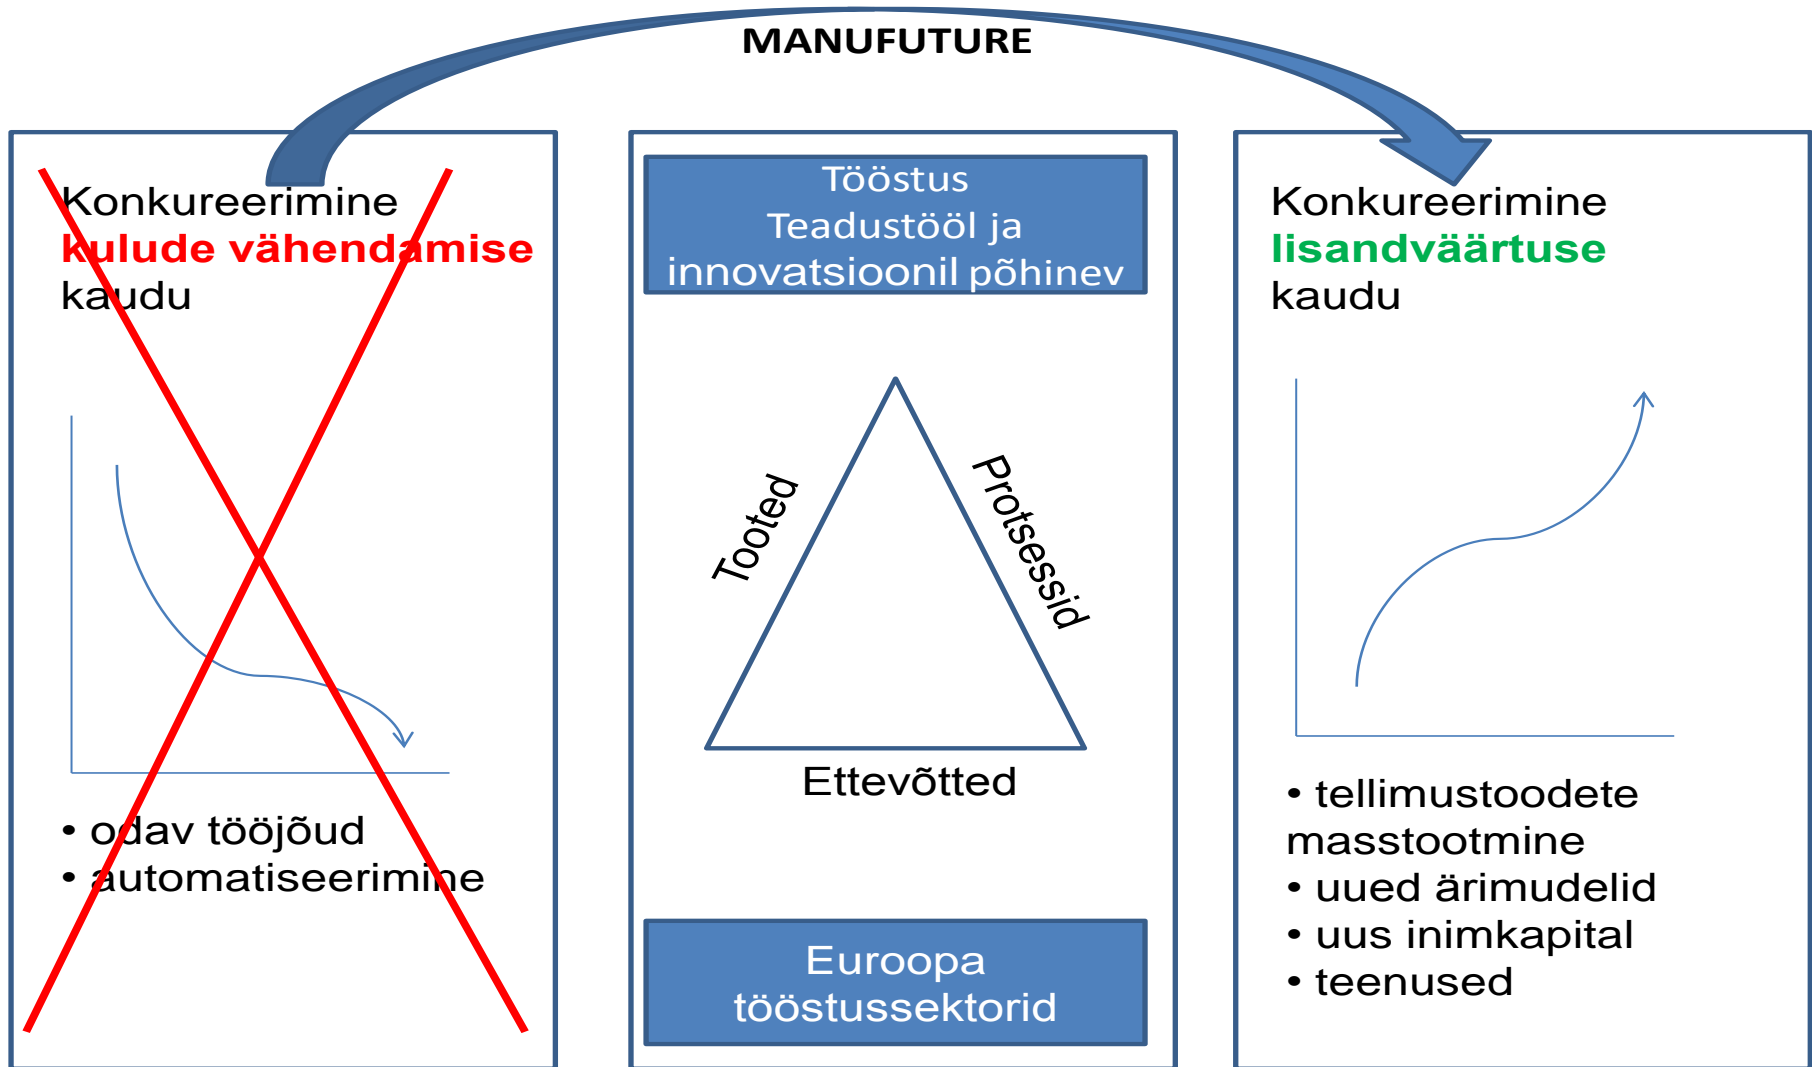 MANUFUTURE
Konkureerimine
kulude vähendamise
kaudu
• odav tööjõud
• automatiseerimine
Tööstus
Teadustööl ja
innovatsioonil põhinev
Tooted
Protsessid
Ettevõtted
Euroopa
tööstussektorid
Konkureerimine
lisandväärtuse
kaudu
• tellimustoodete
masstootmine
• uued ärimudelid
• uus inimkapital
• teenused